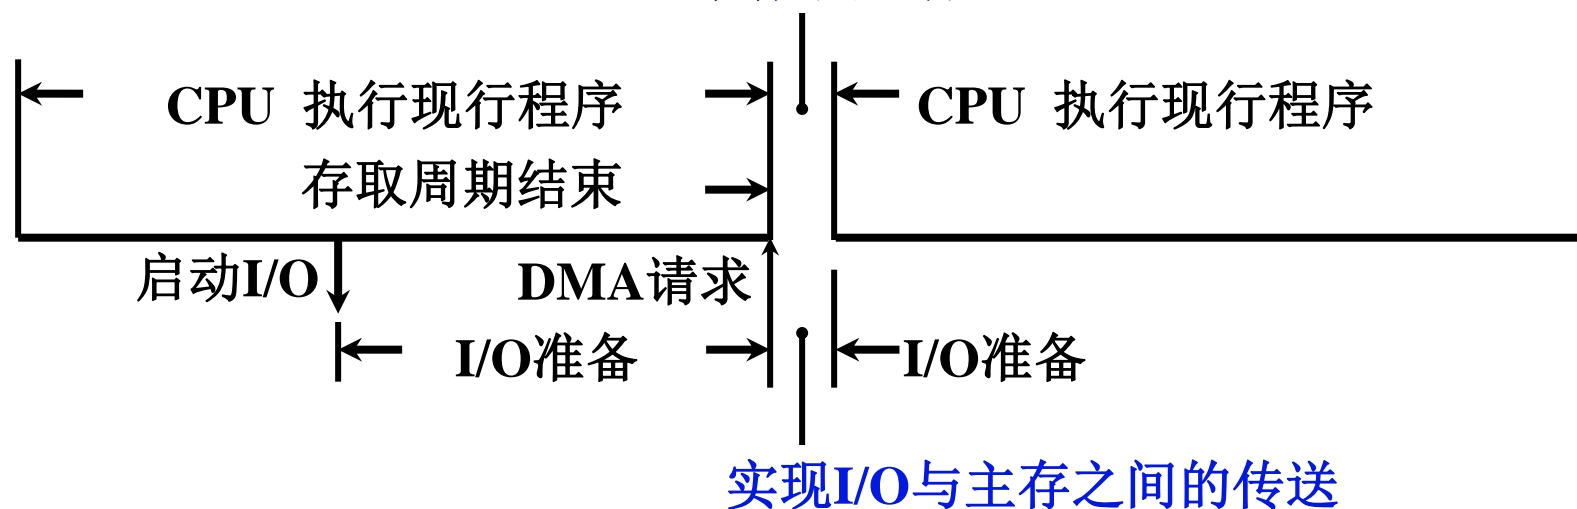 CPU 执行现行程序
CPU 执行现行程序
存取周期结束
启动I/O
DMA请求
I/O准备
I/O准备
实现I/O与主存之间的传送